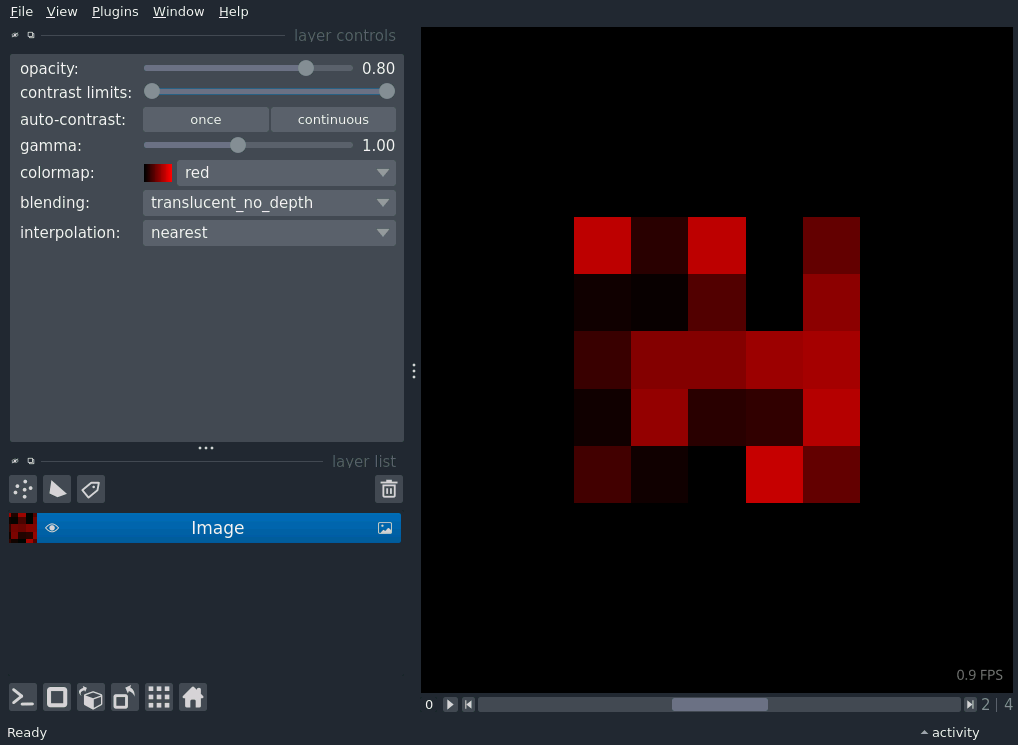 File View Plugins Window Help
layer controls
opacity: 0.80
contrast limits:
auto-contrast: once continuous
gamma: 1.00
colormap: red
blending: translucent_no_depth
interpolation: nearest
layer list
Image
0.9 FPS
0 2 | 4
Ready activity